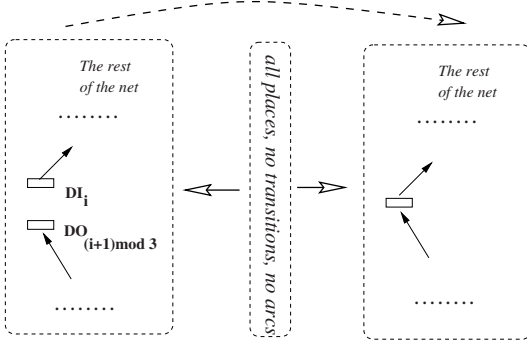 The rest
of the net
DI_i
DO_(i+1)mod 3
all places, no transitions, no arcs
The rest
of the net